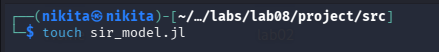 ┌──(nikita㉿nikita)-[~/…/labs/lab08/project/src]
└─$ touch sir_model.jl